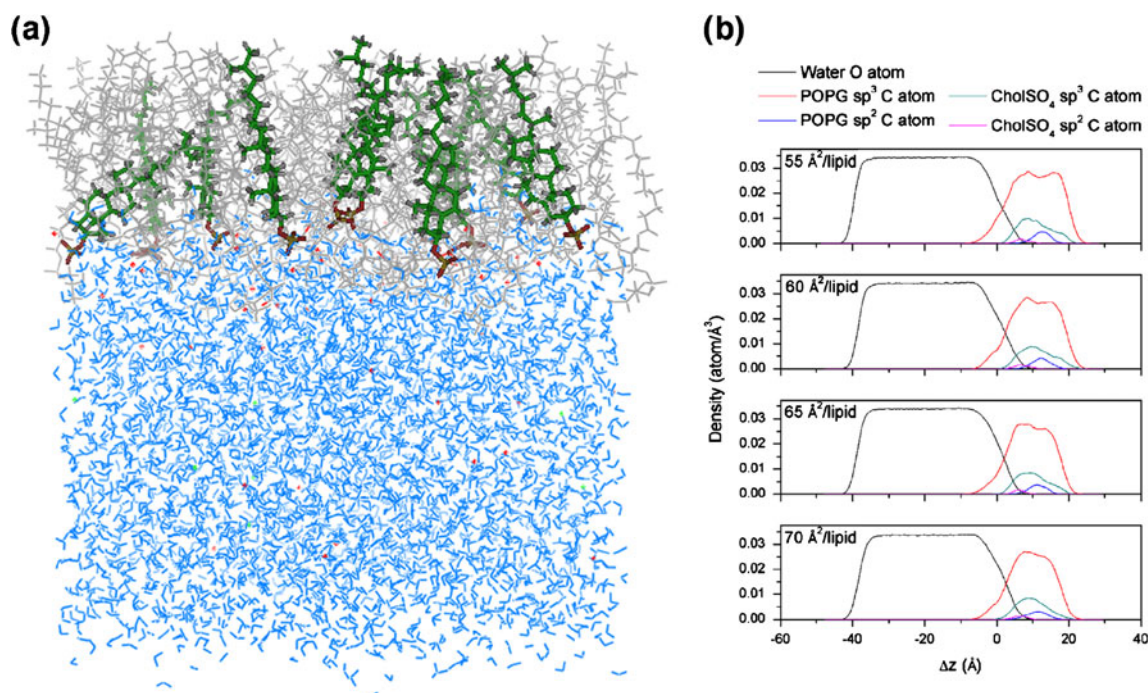 (a)
(b)
Water O atom
POPG sp³ C atom
CholSO₄ sp³ C atom
POPG sp² C atom
CholSO₄ sp² C atom
55 Å²/lipid
0.03
0.02
0.01
0.00
60 Å²/lipid
0.03
0.02
0.01
0.00
65 Å²/lipid
0.03
0.02
0.01
0.00
70 Å²/lipid
0.03
0.02
0.01
0.00
Density (atom/Å³)
-60 -40 -20 0 20 40
Δz (Å)